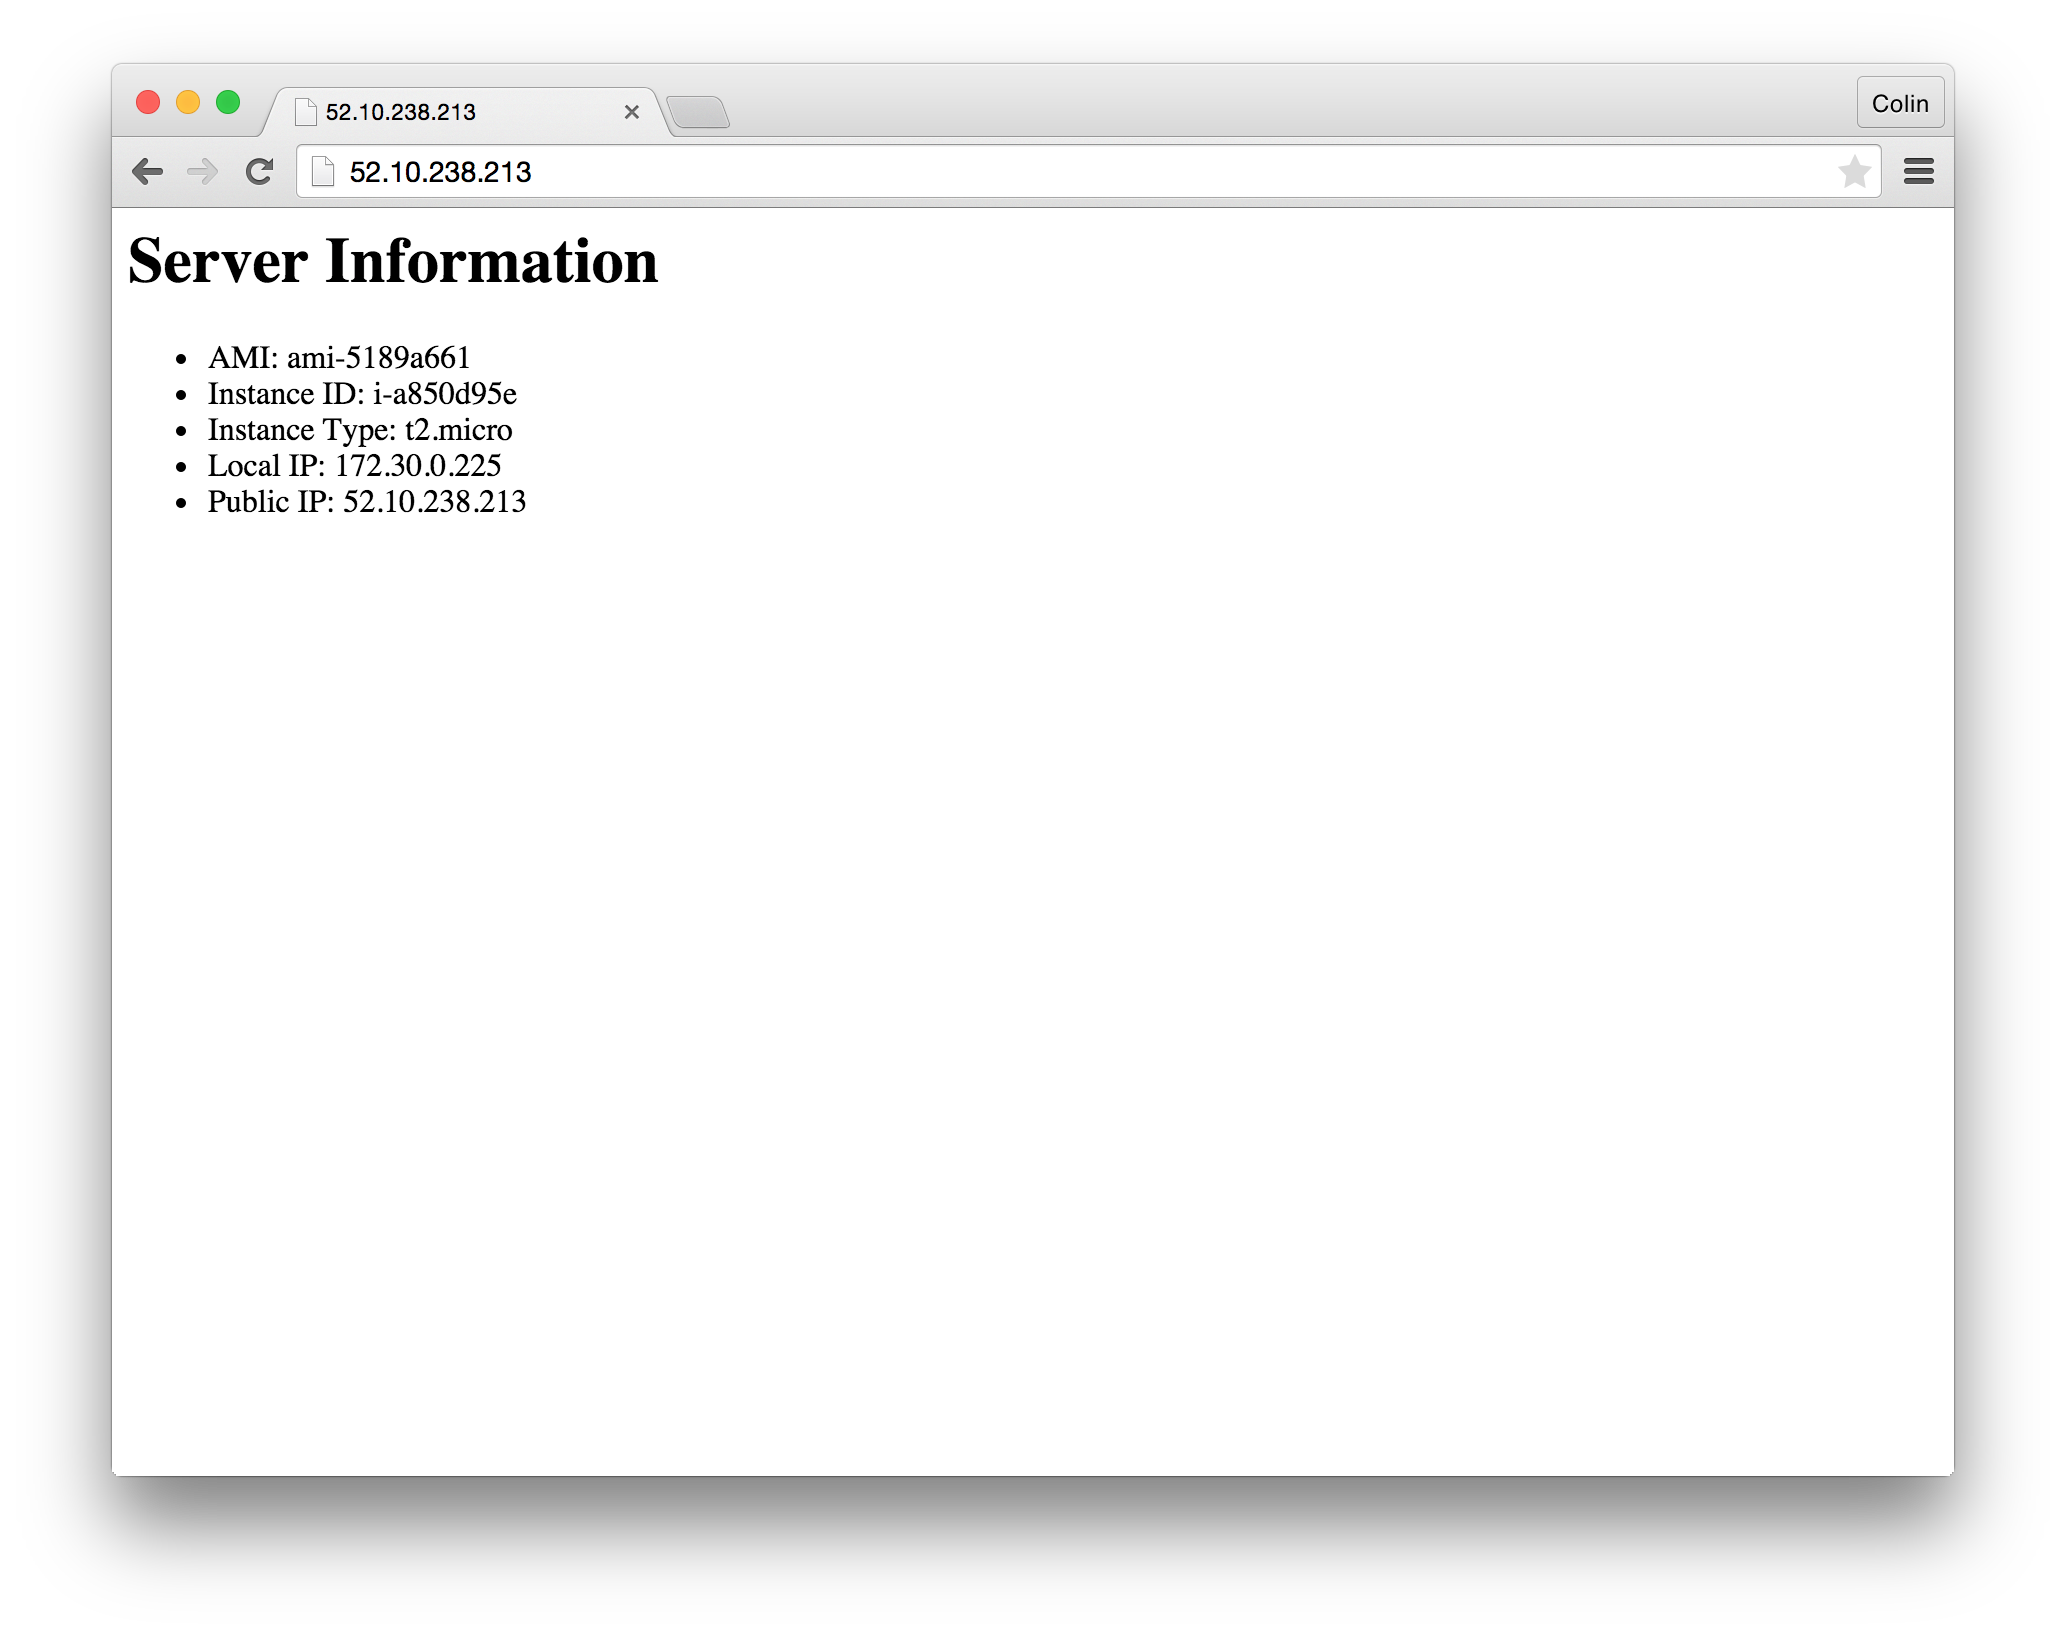 52.10.238.213
Colin
52.10.238.213
Server Information
AMI: ami-5189a661
Instance ID: i-a850d95e
Instance Type: t2.micro
Local IP: 172.30.0.225
Public IP: 52.10.238.213